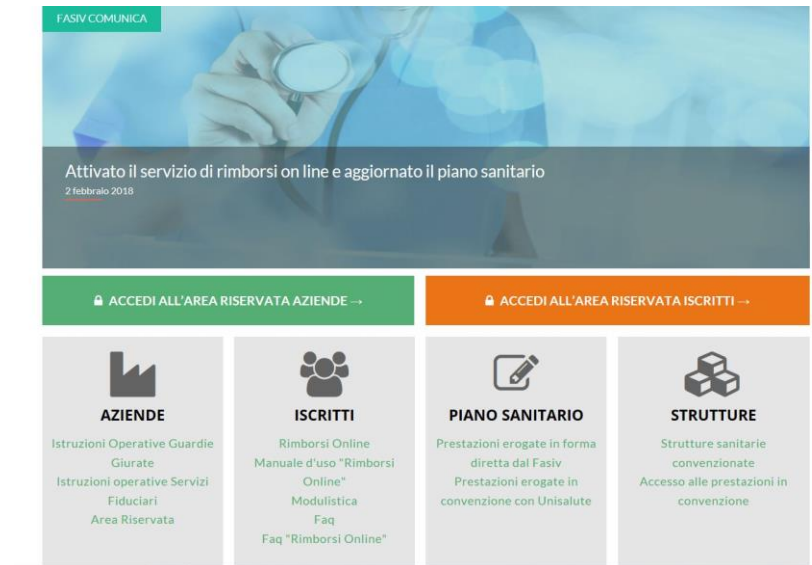 FASIV COMUNICA
Attivato il servizio di rimborsi on line e aggiornato il piano sanitario
2 febbraio 2018
ACCEDI ALL'AREA RISERVATA AZIENDE →
ACCEDI ALL'AREA RISERVATA ISCRITTI →
AZIENDE
Istruzioni Operative Guardie
Giurate
Istruzioni operative Servizi
Fiduciari
Area Riservata
ISCRITTI
Rimborsi Online
Manuale d'uso "Rimborsi
Online"
Modulistica
Faq
Faq "Rimborsi Online"
PIANO SANITARIO
Prestazioni erogate in forma
diretta dal Fasiv
Prestazioni erogate in
convenzione con Unisalute
STRUTTURE
Strutture sanitarie
convenzionate
Accesso alle prestazioni in
convenzione